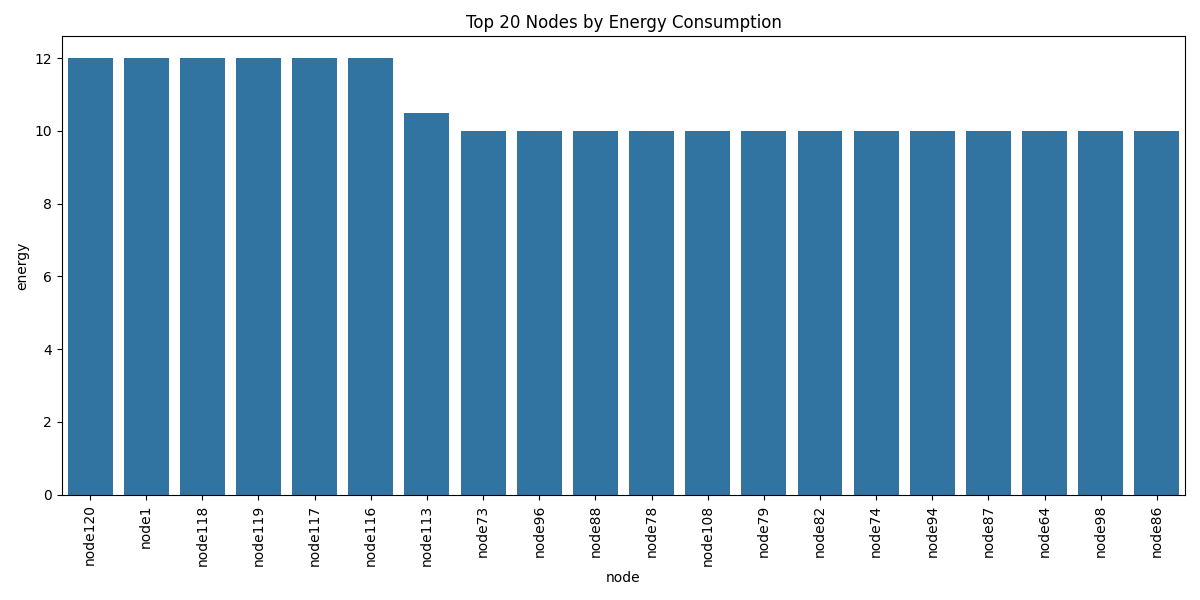 Top 20 Nodes by Energy Consumption
energy
12
10
8
6
4
2
0
node120
node1
node118
node119
node117
node116
node113
node73
node96
node88
node78
node108
node79
node82
node74
node94
node87
node64
node98
node86
node